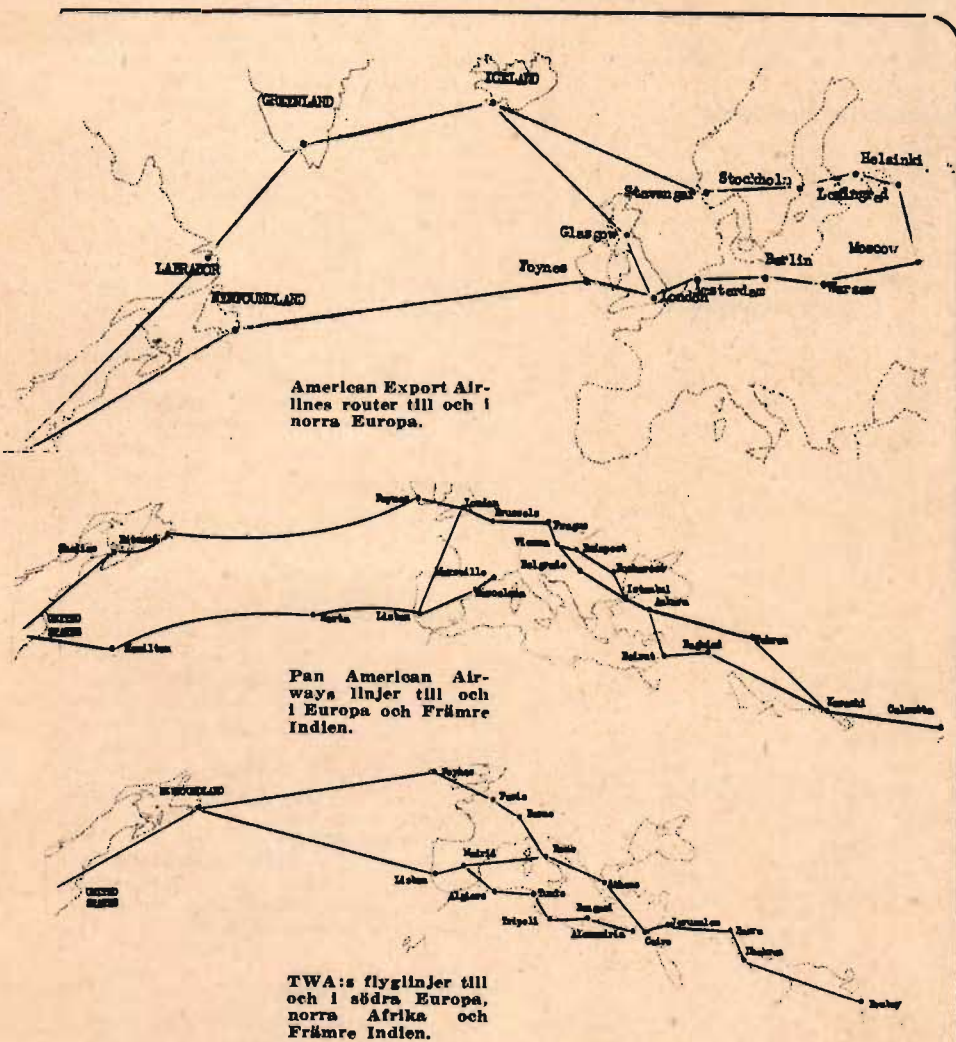 GREENLAND
ICELAND
Helsinki
Stavanger
Stockholm
Leningrad
Glasgow
Moscow
LABRADOR
Foynes
Berlin
NEWFOUNDLAND
London
Amsterdam
Warsaw
American Export Air-
lines router till och i
norra Europa.
Foynes
London
Brussels
Prague
Vienna
Budapest
Marseille
Belgrade
Bucharest
Barcelona
Istanbul
Ankara
UNITED
STATES
Horta
Lisbon
Hamilton
Beirut
Baghdad
Tehran
Karachi
Calcutta
Pan American Air-
ways linjer till och
i Europa och Främre
Indien.
NEWFOUNDLAND
Foynes
Paris
Madrid
Rome
Lisbon
Athens
UNITED
STATES
Algiers
Tunis
Tripoli
Alexandria
Cairo
Jerusalem
Basra
Dhahran
Bombay
TWA:s flyglinjer till
och i södra Europa,
norra Afrika och
Främre Indien.